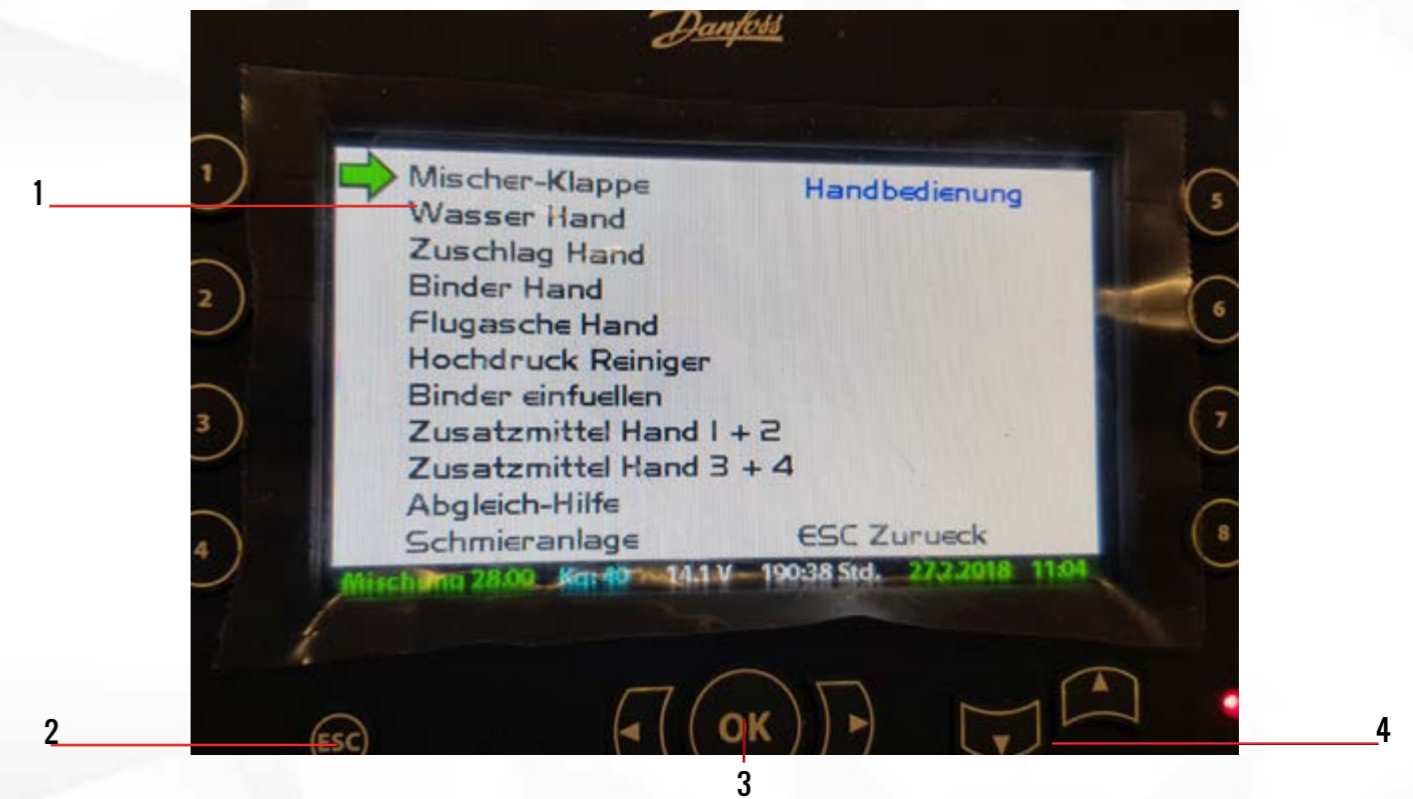 Danfoss
Mischer-Klappe
Handbedienung
Wasser Hand
Zuschlag Hand
Binder Hand
Flugasche Hand
Hochdruck Reiniger
Binder einfuellen
Zusatzmittel Hand 1 + 2
Zusatzmittel Hand 3 + 4
Abgleich-Hilfe
Schmieranlage
ESC Zurueck
Mischung 28.00 Kg: 40 14.1 V 190:38 Std. 27.2.2018 11:04
1
2
3
4
5
6
7
8
ESC
OK
1
2
3
4